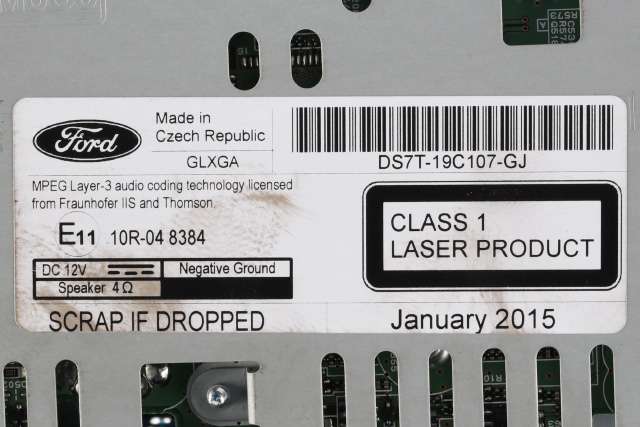 Ford
Made in
Czech Republic
GLXGA
DS7T-19C107-GJ
MPEG Layer-3 audio coding technology licensed
from Fraunhofer IIS and Thomson.
E11 10R-04 8384
CLASS 1
LASER PRODUCT
DC 12V
Negative Ground
Speaker 4 Ω
SCRAP IF DROPPED
January 2015
R573